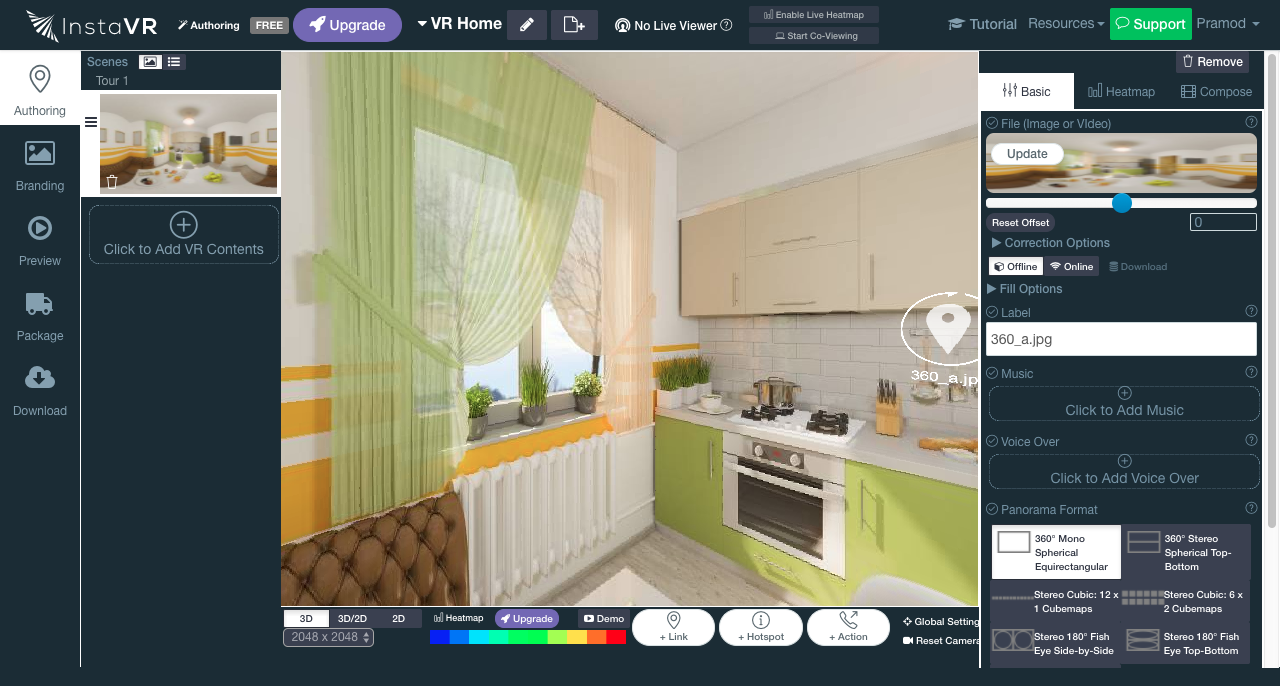 InstaVR
Authoring
FREE
Upgrade
VR Home
No Live Viewer
Enable Live Heatmap
Start Co-Viewing
Tutorial
Resources
Support
Pramod
Authoring
Branding
Preview
Package
Download
Scenes
Tour 1
Click to Add VR Contents
360_a.jp
3D
3D/2D
2D
2048 x 2048
Heatmap
Upgrade
Demo
+ Link
+ Hotspot
+ Action
Global Setting
Reset Camera
Remove
Basic
Heatmap
Compose
File (Image or VIdeo)
Update
Reset Offset
0
Correction Options
Offline
Online
Download
Fill Options
Label
360_a.jpg
Music
Click to Add Music
Voice Over
Click to Add Voice Over
Panorama Format
360° Mono
Spherical
Equirectangular
360° Stereo
Spherical Top-
Bottom
Stereo Cubic: 12 x
1 Cubemaps
Stereo Cubic: 6 x
2 Cubemaps
Stereo 180° Fish
Eye Side-by-Side
Stereo 180° Fish
Eye Top-Bottom